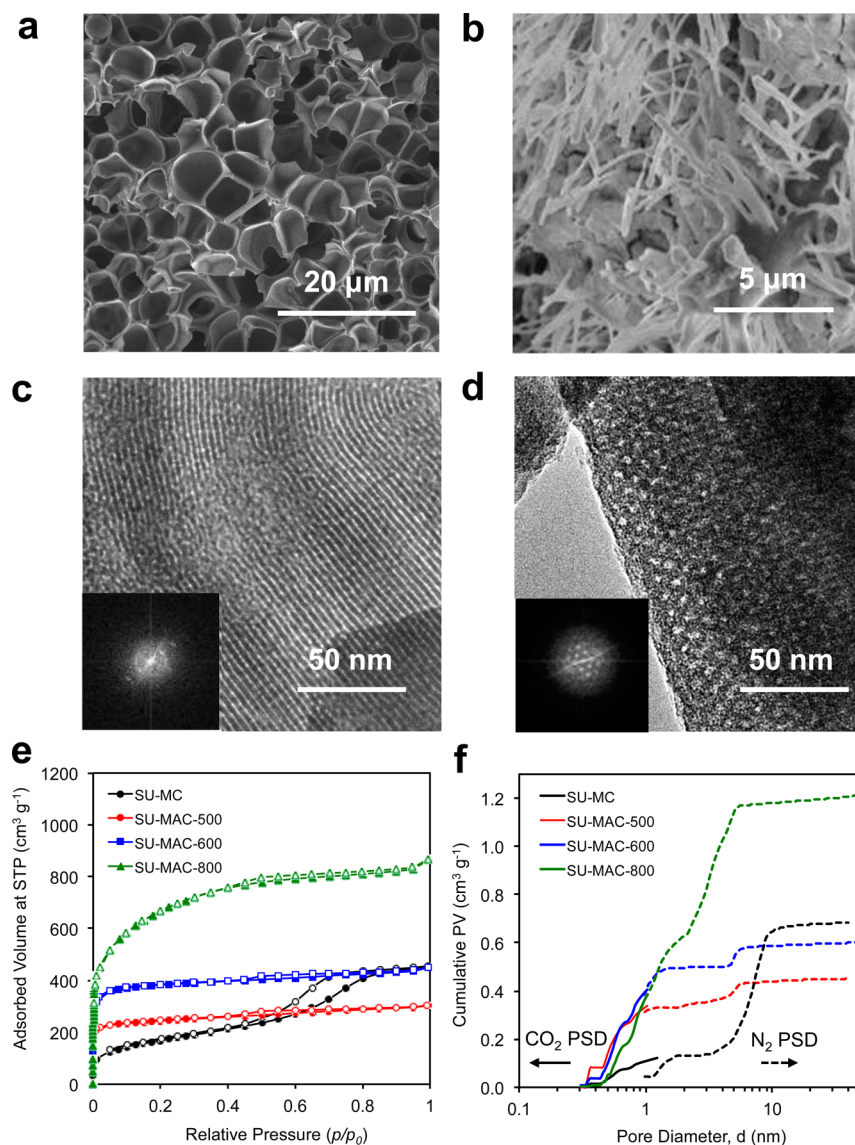 a
b
20 µm
5 µm
c
d
50 nm
50 nm
e
f
1200
1000
800
600
400
200
0
Adsorbed Volume at STP (cm³ g⁻¹)
SU-MC
SU-MAC-500
SU-MAC-600
SU-MAC-800
0
0.2
0.4
0.6
0.8
1
Relative Pressure (p/p₀)
1.2
1.0
0.8
0.6
0.4
0.2
0.0
Cumulative PV (cm³ g⁻¹)
SU-MC
SU-MAC-500
SU-MAC-600
SU-MAC-800
CO₂ PSD
N₂ PSD
0.1
1
10
Pore Diameter, d (nm)